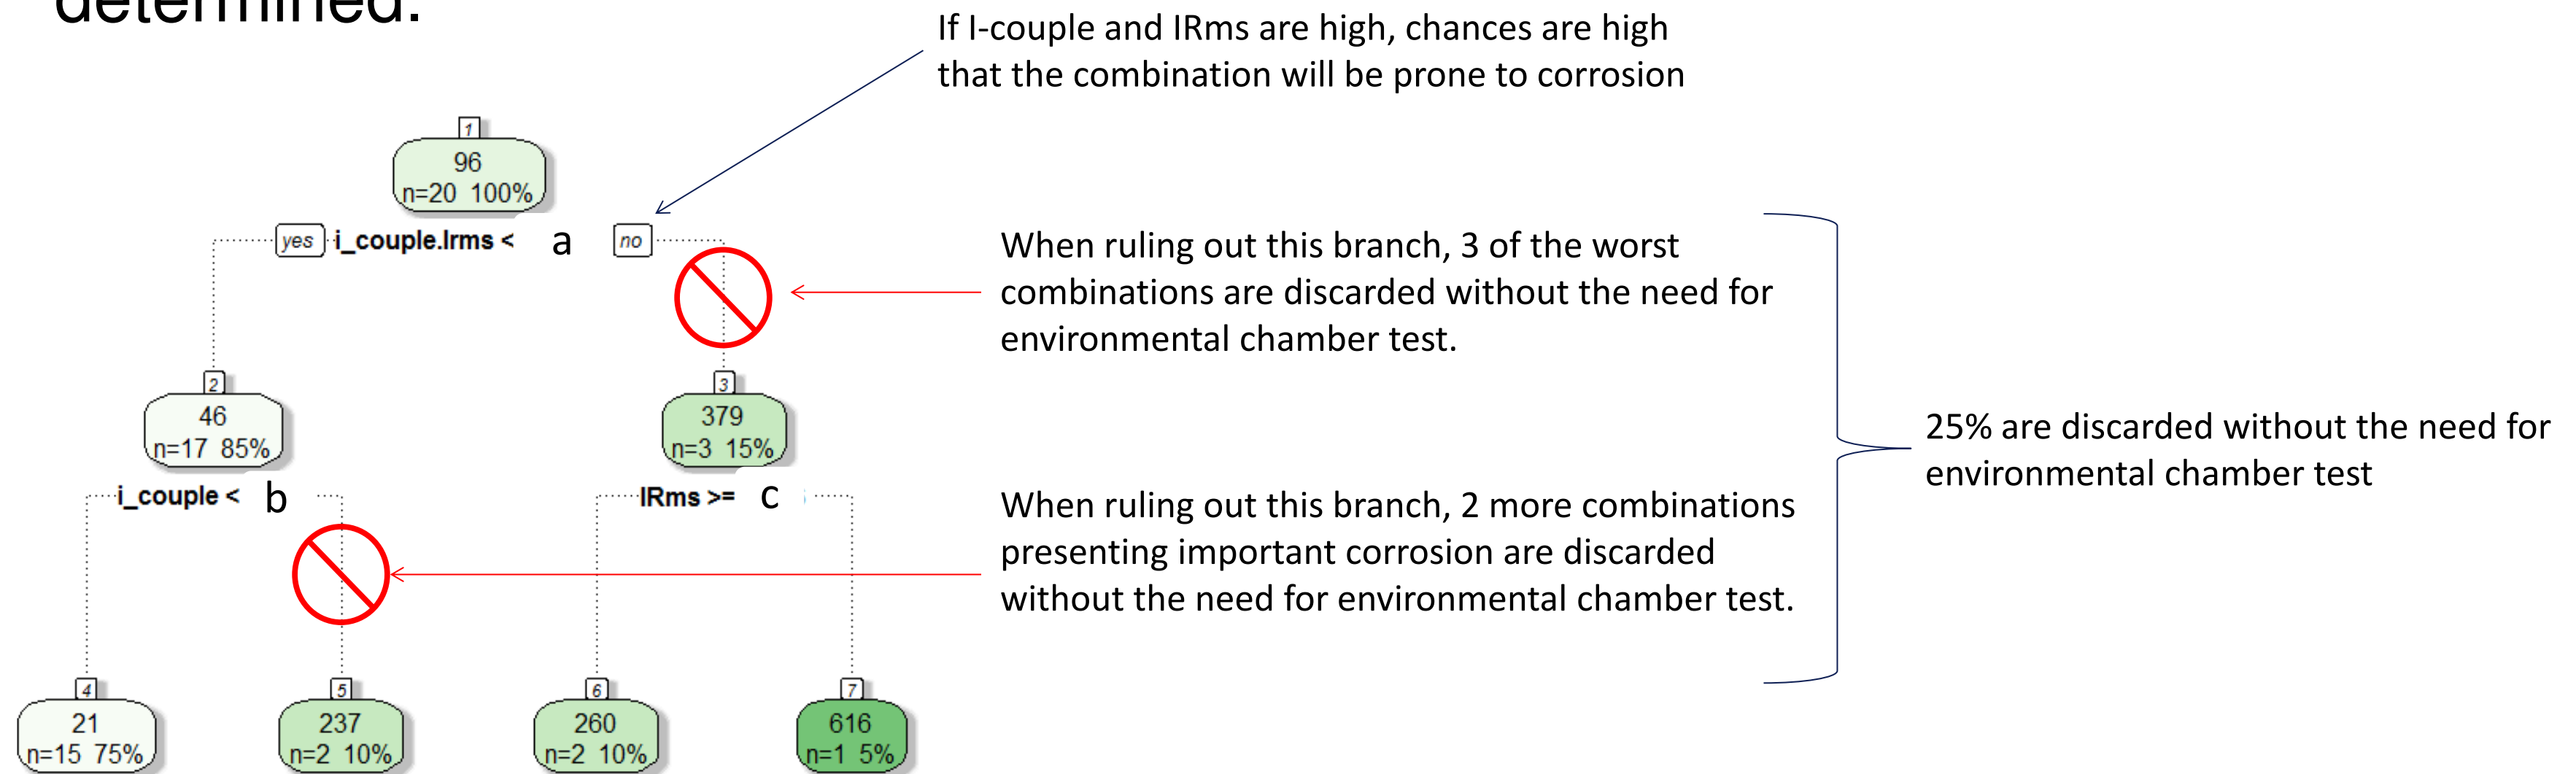 determined.
If I-couple and IRms are high, chances are high
that the combination will be prone to corrosion
1
96
n=20 100%
yes i_couple.Irms < a no
When ruling out this branch, 3 of the worst
combinations are discarded without the need for
environmental chamber test.
2
46
n=17 85%
3
379
n=3 15%
25% are discarded without the need for
environmental chamber test
i_couple < b
IRms >= c
When ruling out this branch, 2 more combinations
presenting important corrosion are discarded
without the need for environmental chamber test.
4
21
n=15 75%
5
237
n=2 10%
6
260
n=2 10%
7
616
n=1 5%